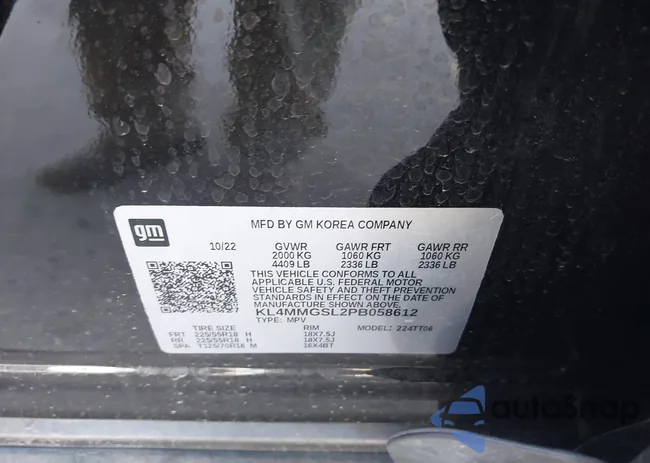 gm
MFD BY GM KOREA COMPANY
10/22 GVWR GAWR FRT GAWR RR
2000 KG 1060 KG 1060 KG
4409 LB 2336 LB 2336 LB
THIS VEHICLE CONFORMS TO ALL
APPLICABLE U.S. FEDERAL MOTOR
VEHICLE SAFETY AND THEFT PREVENTION
STANDARDS IN EFFECT ON THE DATE OF
MANUFACTURE SHOWN ABOVE.
KL4MMGSL2PB058612
TYPE: MPV MODEL: 224TT06
TIRE SIZE RIM
FRT 225/55R18 H 18X7.5J
RR 225/55R18 H 18X7.5J
SPA T125/70R16 M 16X4BT
autoSnap